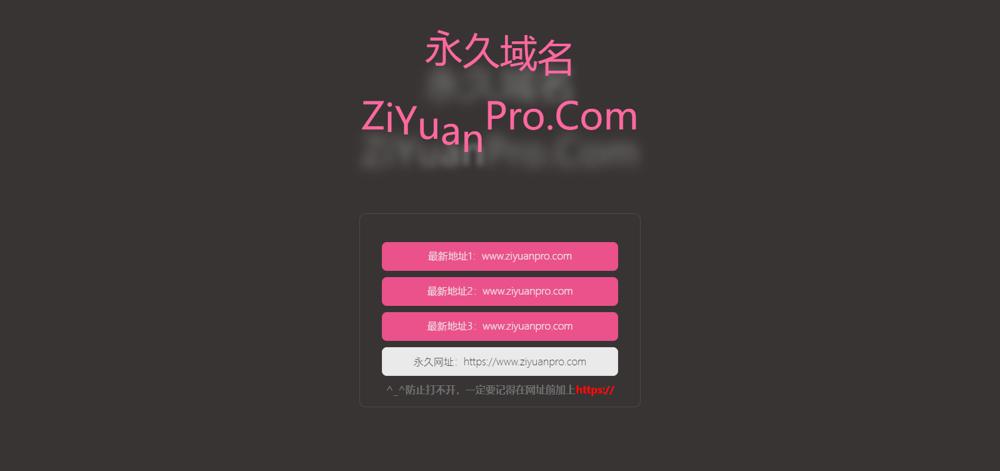 永久域名
ZiYuanPro.Com
最新地址1：www.ziyuanpro.com
最新地址2：www.ziyuanpro.com
最新地址3：www.ziyuanpro.com
永久网址：https://www.ziyuanpro.com
^_^防止打不开，一定要记得在网址前加上https://